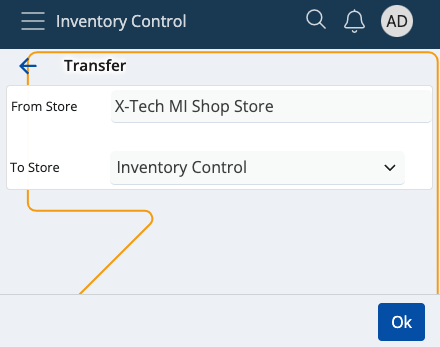 Inventory Control
AD
Transfer
From Store
X-Tech MI Shop Store
To Store
Inventory Control
Ok